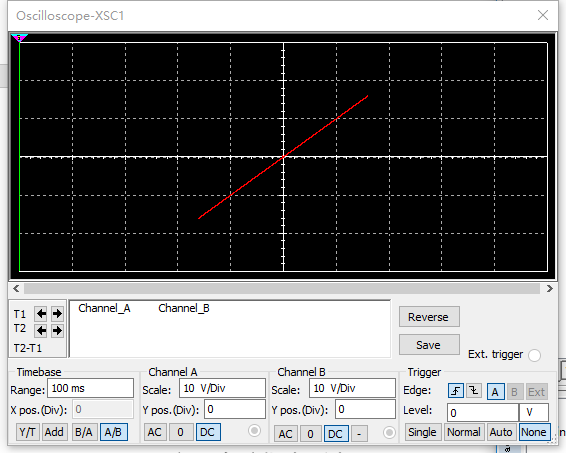 Oscilloscope-XSC1
T1
T2
T2-T1
Channel_A Channel_B
Reverse
Save
Ext. trigger
Timebase
Range: 100 ms
X pos.(Div): 0
Y/T Add B/A A/B
Channel A
Scale: 10 V/Div
Y pos.(Div): 0
AC 0 DC
Channel B
Scale: 10 V/Div
Y pos.(Div): 0
AC 0 DC -
Trigger
Edge: A B Ext
Level: 0 V
Single Normal Auto None